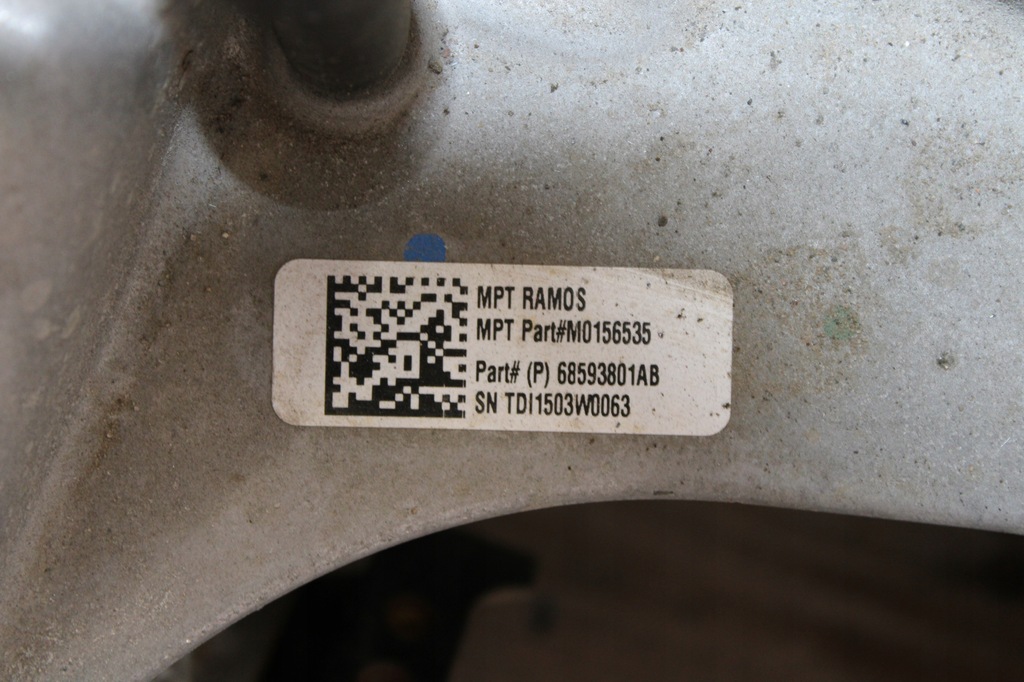 MPT RAMOS
MPT Part#M0156535
Part# (P) 68593801AB
SN TDI1503W0063